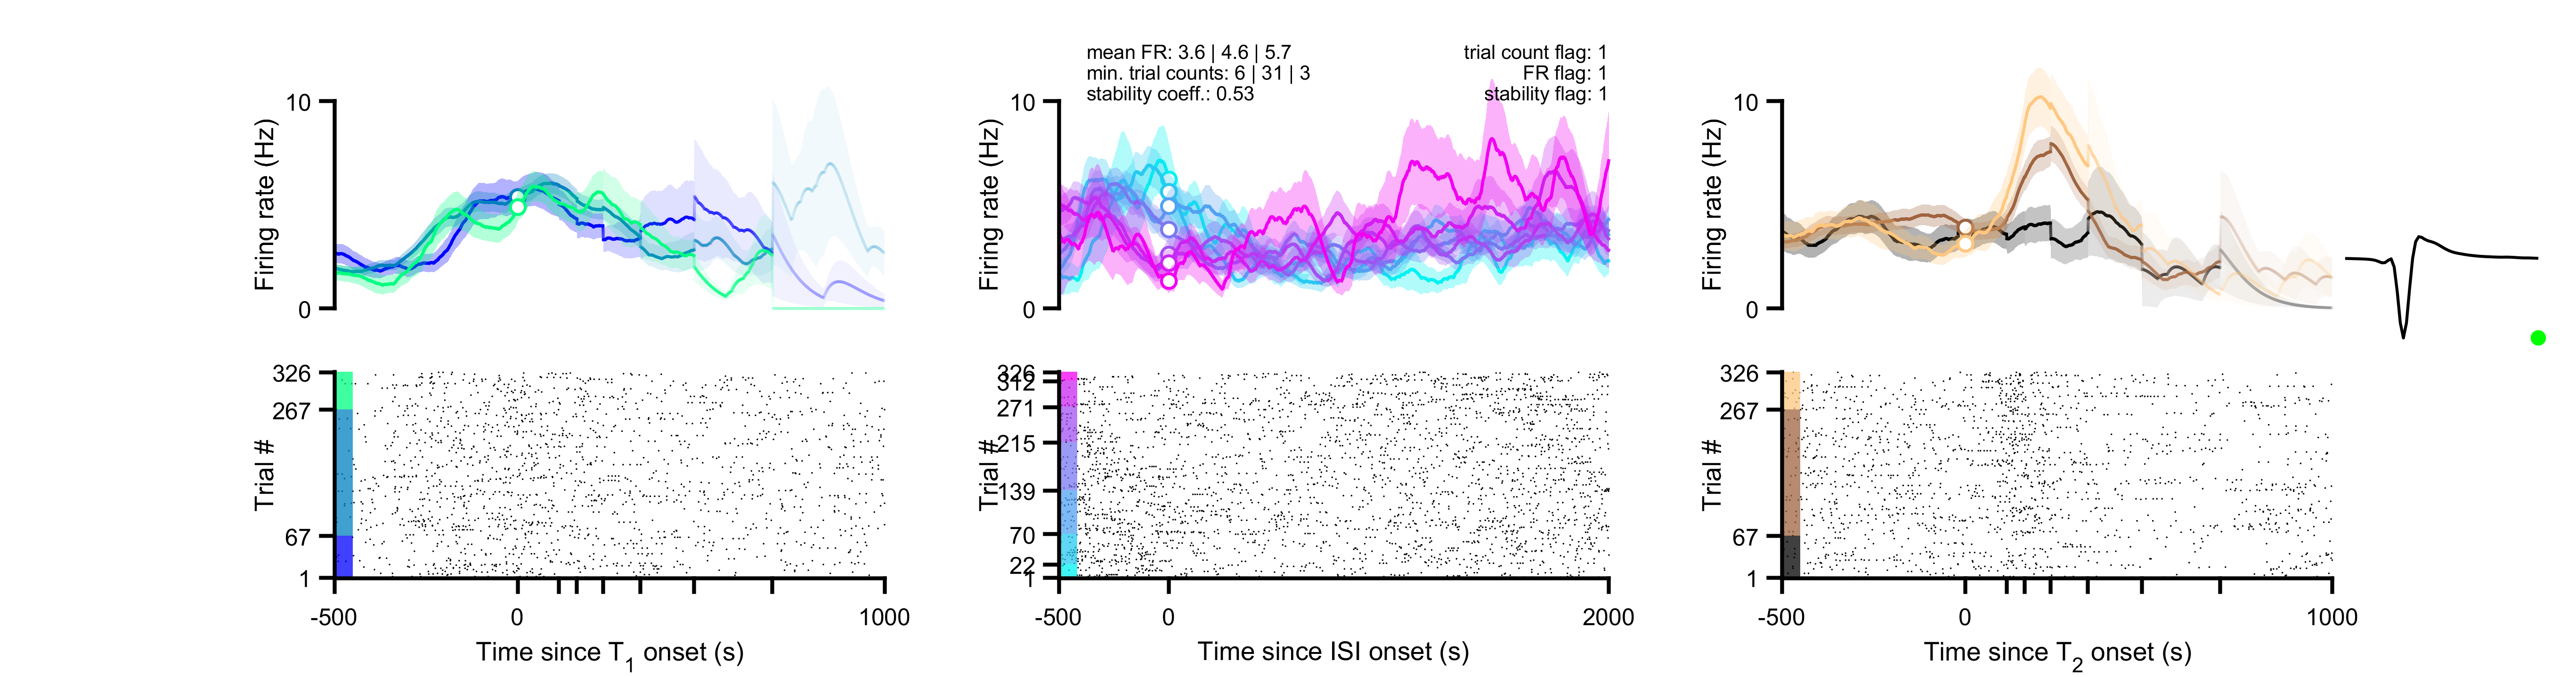 mean FR: 3.6 | 4.6 | 5.7
min. trial counts: 6 | 31 | 3
stability coeff.: 0.53
trial count flag: 1
FR flag: 1
stability flag: 1
10
0
Firing rate (Hz)
10
0
Firing rate (Hz)
10
0
Firing rate (Hz)
326
267
67
1
Trial #
-500
0
1000
Time since T1 onset (s)
326
312
271
215
139
70
22
1
Trial #
-500
0
2000
Time since ISI onset (s)
326
267
67
1
Trial #
-500
0
1000
Time since T2 onset (s)